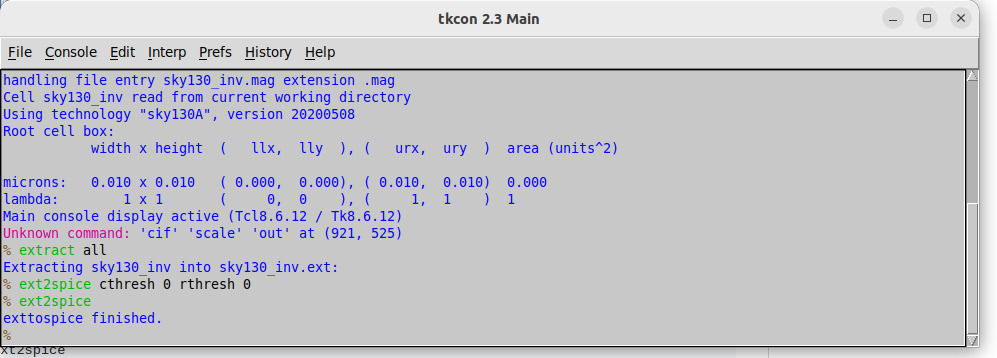 tkcon 2.3 Main
File Console Edit Interp Prefs History Help
handling file entry sky130_inv.mag extension .mag
Cell sky130_inv read from current working directory
Using technology "sky130A", version 20200508
Root cell box:
width x height ( llx, lly ), ( urx, ury ) area (units^2)
microns: 0.010 x 0.010 ( 0.000, 0.000), ( 0.010, 0.010) 0.000
lambda: 1 x 1 ( 0, 0 ), ( 1, 1 ) 1
Main console display active (Tcl8.6.12 / Tk8.6.12)
Unknown command: 'cif' 'scale' 'out' at (921, 525)
% extract all
Extracting sky130_inv into sky130_inv.ext:
% ext2spice cthresh 0 rthresh 0
% ext2spice
exttospice finished.
%
xt2spice